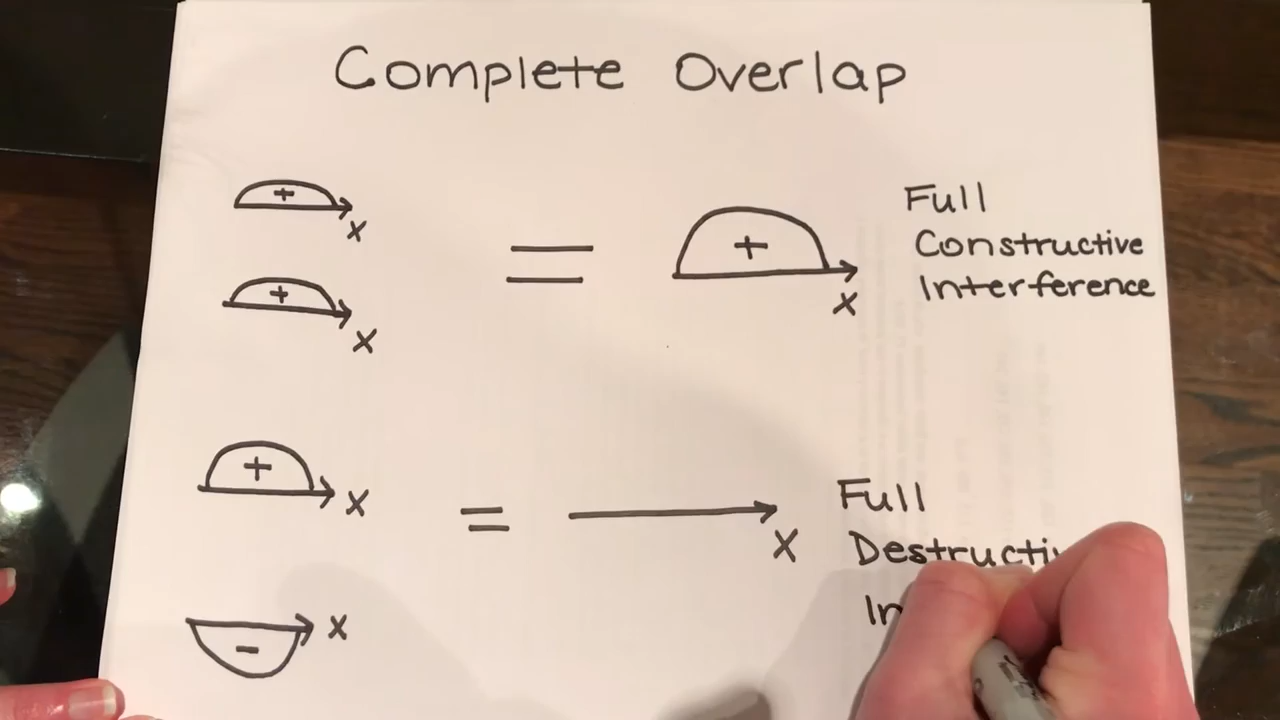 Complete Overlap
+
x
+
x
=
+
x
Full
Constructive
Interference
+
x
=
x
Full
- x